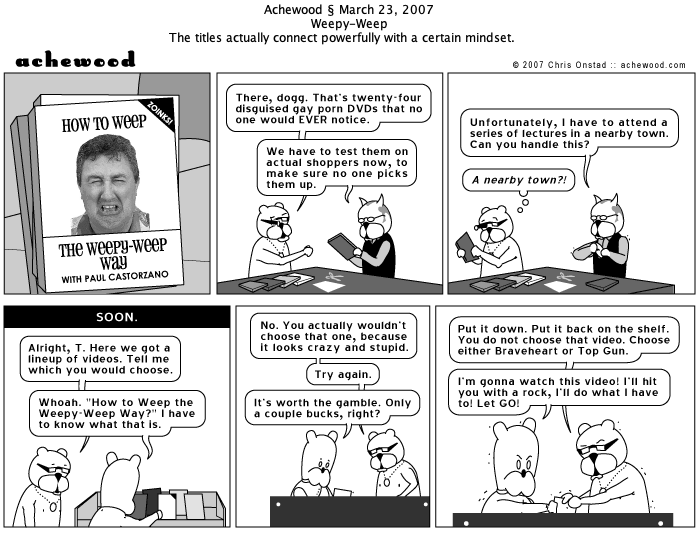 Achewood § March 23, 2007
Weepy-Weep
The titles actually connect powerfully with a certain mindset.
achewood
© 2007 Chris Onstad :: achewood.com
ZOINKS!
HOW TO WEEP
THE WEEPY-WEEP
WAY
WITH PAUL CASTORZANO
There, dogg. That's twenty-four
disguised gay porn DVDs that no
one would EVER notice.
We have to test them on
actual shoppers now, to
make sure no one picks
them up.
Unfortunately, I have to attend a
series of lectures in a nearby town.
Can you handle this?
A nearby town?!
SOON.
Alright, T. Here we got a
lineup of videos. Tell me
which you would choose.
Whoah. "How to Weep the
Weepy-Weep Way?" I have
to know what that is.
No. You actually wouldn't
choose that one, because
it looks crazy and stupid.
Try again.
It's worth the gamble. Only
a couple bucks, right?
Put it down. Put it back on the shelf.
You do not choose that video. Choose
either Braveheart or Top Gun.
I'm gonna watch this video! I'll hit
you with a rock, I'll do what I have
to! Let GO!